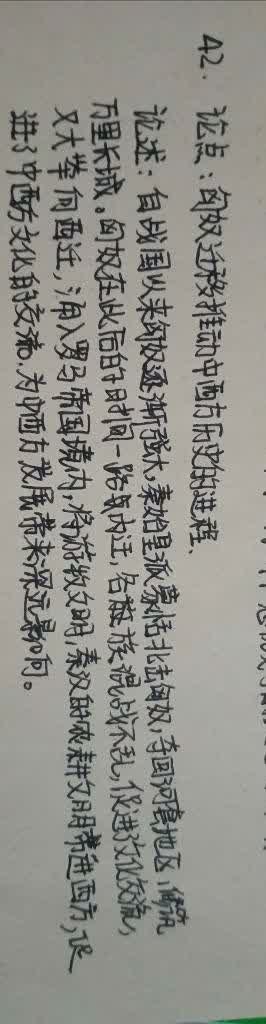 42. 论点：匈奴迁移推动中西方历史的进程、
论述：自战国以来匈奴逐渐强大，秦始皇派蒙恬北击匈奴，夺回河套地区，修筑
万里长城。匈奴在此后的时间一路内迁，各种族混战不乱，促进文化交流，
又大举向西迁，涌入罗马帝国境内，将游牧文明，秦汉的农耕文明带进西方，促
进了中西方文化的交流、为中西方发展带来深远影响。